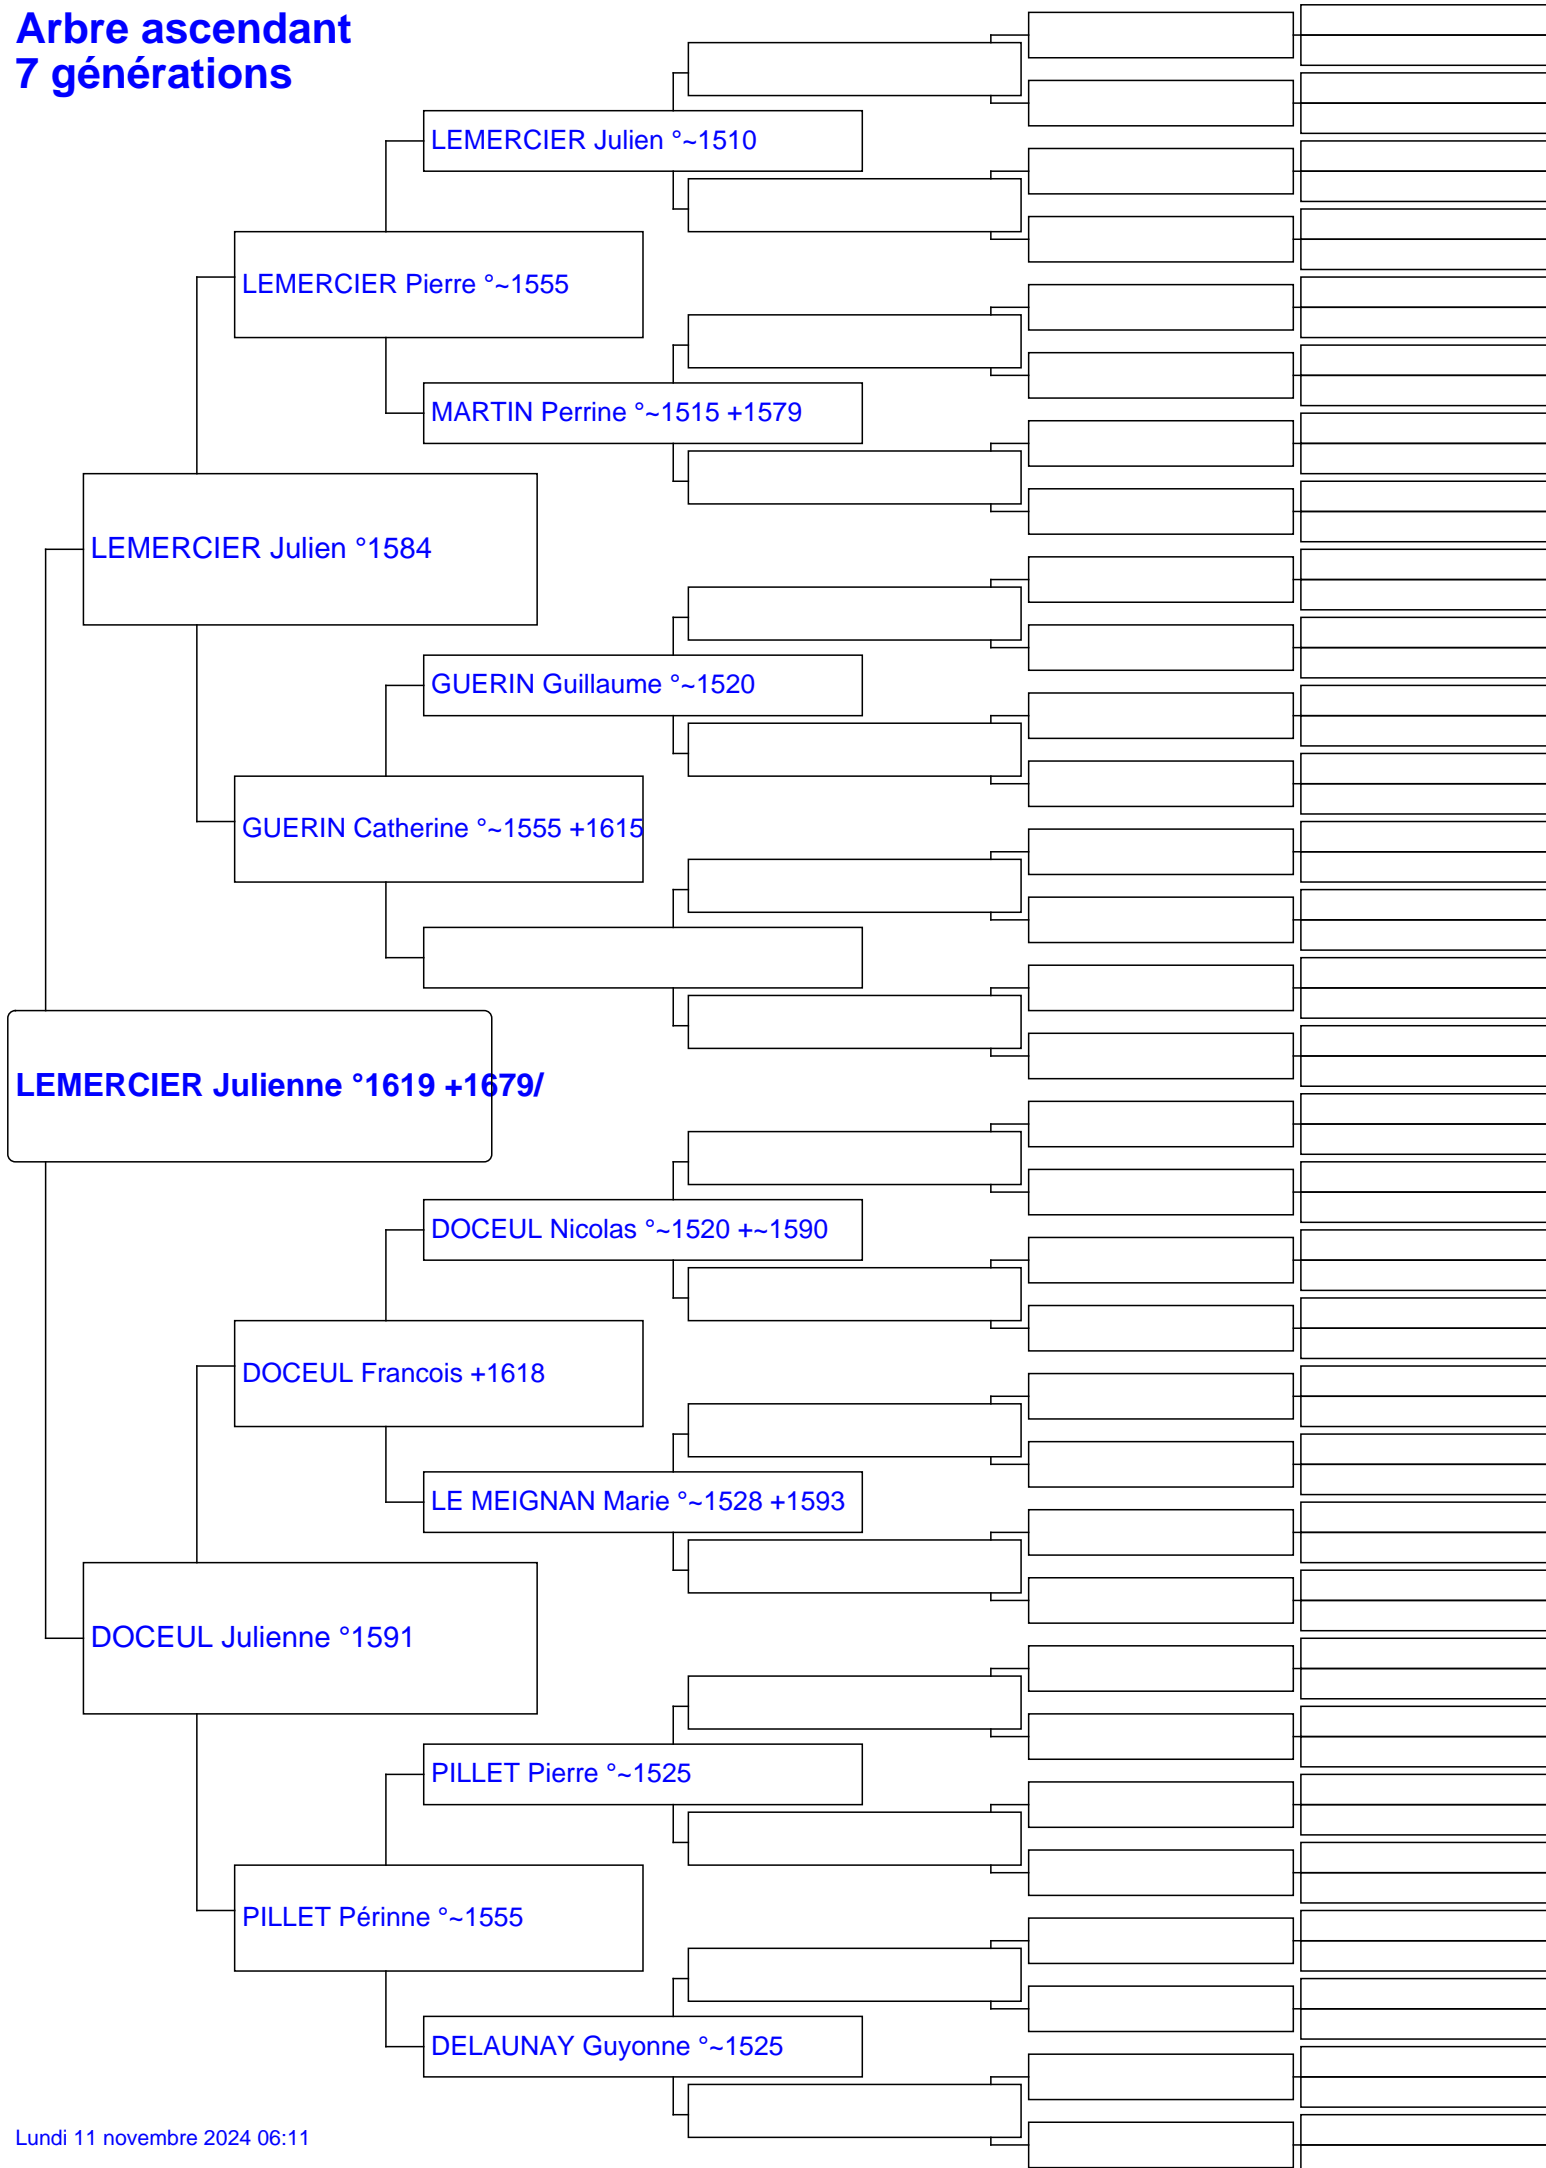 Arbre ascendant
7 générations
LEMERCIER Julien °~1510
LEMERCIER Pierre °~1555
MARTIN Perrine °~1515 +1579
LEMERCIER Julien °1584
GUERIN Guillaume °~1520
GUERIN Catherine °~1555 +1615
LEMERCIER Julienne °1619 +1679/
DOCEUL Nicolas °~1520 +~1590
DOCEUL Francois +1618
LE MEIGNAN Marie °~1528 +1593
DOCEUL Julienne °1591
PILLET Pierre °~1525
PILLET Périnne °~1555
DELAUNAY Guyonne °~1525
Lundi 11 novembre 2024 06:11